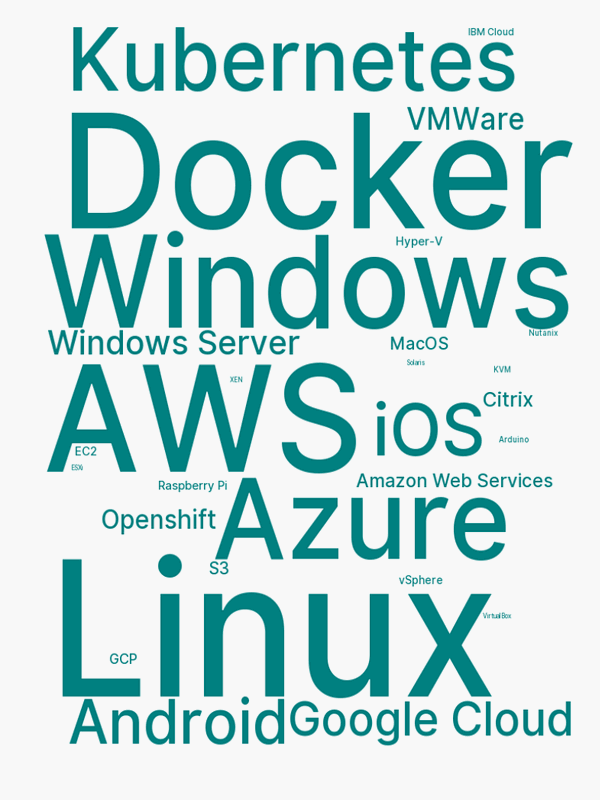 IBM Cloud
Kubernetes
VMWare
Docker
Hyper-V
Windows
Nutanix
Windows Server
MacOS
Solaris
KVM
XEN
AWS
iOS
Citrix
Arduino
EC2
ESXi
Amazon Web Services
Raspberry Pi
Openshift
Azure
S3
vSphere
Linux
VirtualBox
GCP
Android
Google Cloud